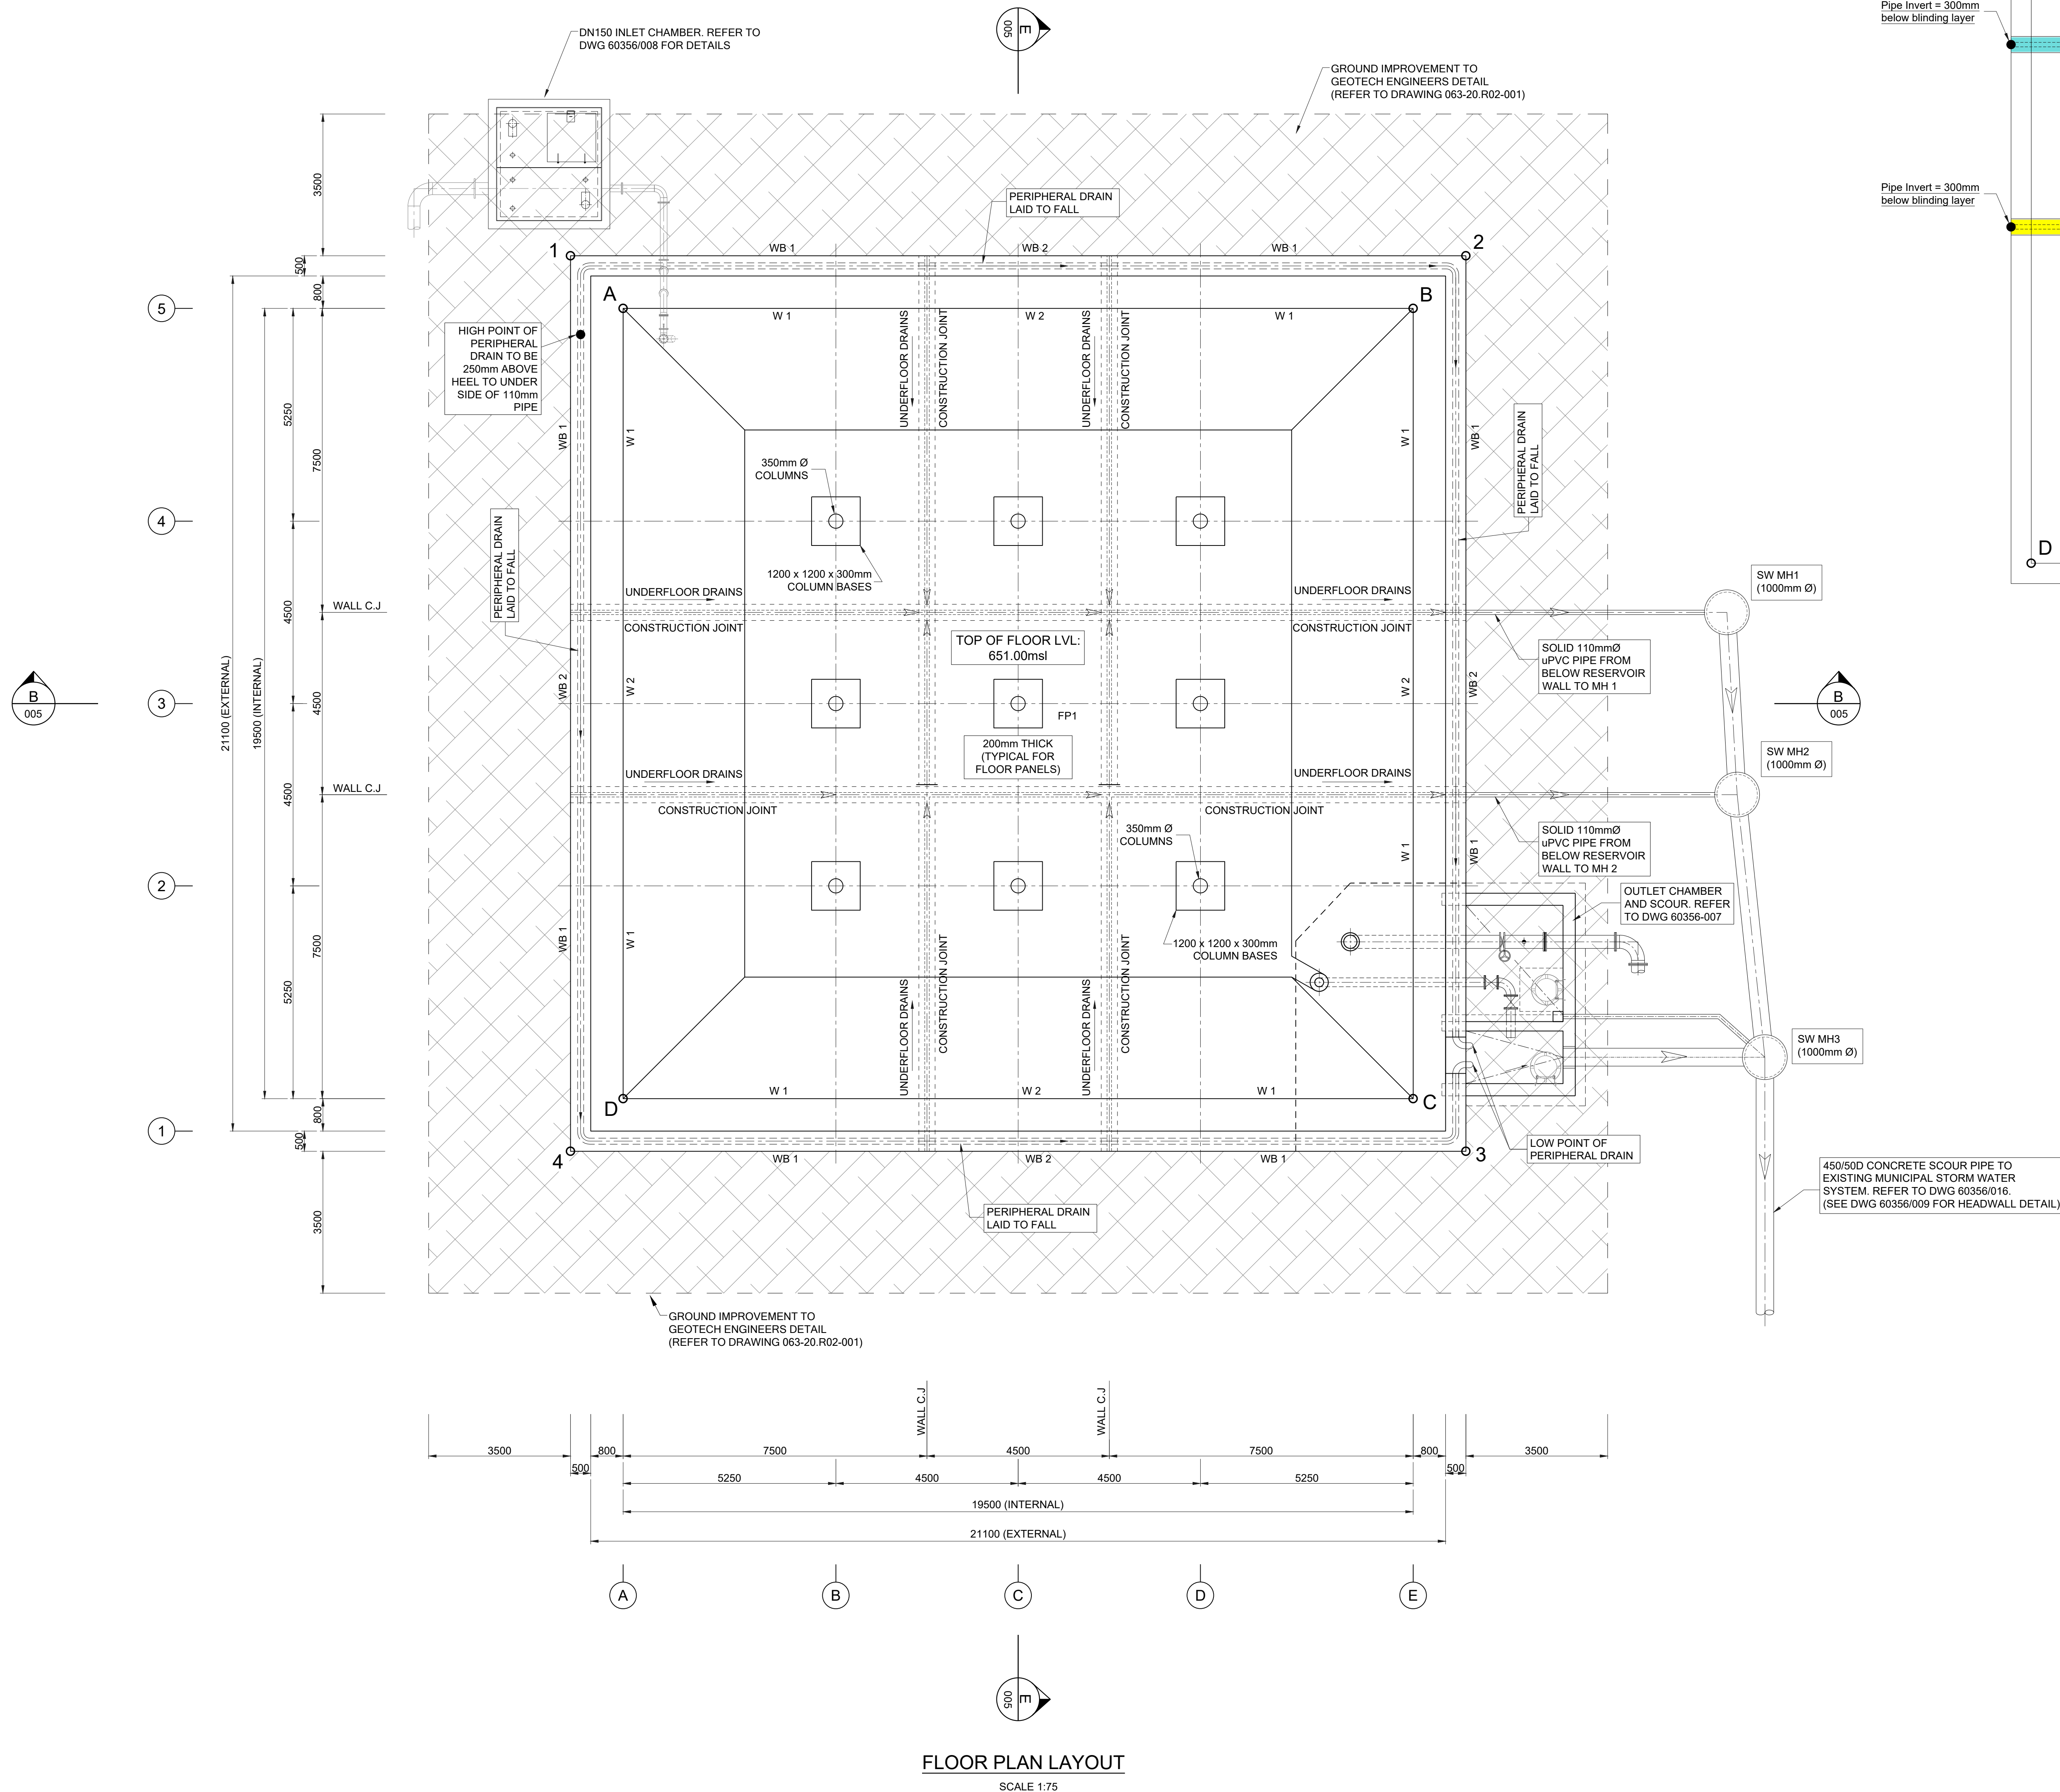 Pipe Invert = 300mm
below blinding layer
Pipe Invert = 300mm
below blinding layer
D
E
005
DN150 INLET CHAMBER. REFER TO
DWG 60356/008 FOR DETAILS
GROUND IMPROVEMENT TO
GEOTECH ENGINEERS DETAIL
(REFER TO DRAWING 063-20.R02-001)
PERIPHERAL DRAIN
LAID TO FALL
1
WB 1
WB 2
WB 1
2
A
W 1
W 2
W 1
B
HIGH POINT OF
PERIPHERAL
DRAIN TO BE
250mm ABOVE
HEEL TO UNDER
SIDE OF 110mm
PIPE
UNDERFLOOR DRAINS
CONSTRUCTION JOINT
UNDERFLOOR DRAINS
CONSTRUCTION JOINT
WB 1
W 1
W 1
WB 1
PERIPHERAL DRAIN
LAID TO FALL
350mm Ø
COLUMNS
1200 x 1200 x 300mm
COLUMN BASES
PERIPHERAL DRAIN
LAID TO FALL
UNDERFLOOR DRAINS
CONSTRUCTION JOINT
UNDERFLOOR DRAINS
CONSTRUCTION JOINT
TOP OF FLOOR LVL:
651.00msl
SW MH1
(1000mm Ø)
SOLID 110mmØ
uPVC PIPE FROM
BELOW RESERVOIR
WALL TO MH 1
WB 2
W 2
W 2
WB 2
FP1
200mm THICK
(TYPICAL FOR
FLOOR PANELS)
B
005
B
005
SW MH2
(1000mm Ø)
UNDERFLOOR DRAINS
CONSTRUCTION JOINT
UNDERFLOOR DRAINS
CONSTRUCTION JOINT
SOLID 110mmØ
uPVC PIPE FROM
BELOW RESERVOIR
WALL TO MH 2
350mm Ø
COLUMNS
1200 x 1200 x 300mm
COLUMN BASES
W 1
WB 1
WB 1
W 1
OUTLET CHAMBER
AND SCOUR. REFER
TO DWG 60356-007
UNDERFLOOR DRAINS
CONSTRUCTION JOINT
UNDERFLOOR DRAINS
CONSTRUCTION JOINT
SW MH3
(1000mm Ø)
D
W 1
W 2
W 1
C
4
WB 1
WB 2
WB 1
3
LOW POINT OF
PERIPHERAL DRAIN
PERIPHERAL DRAIN
LAID TO FALL
450/50D CONCRETE SCOUR PIPE TO
EXISTING MUNICIPAL STORM WATER
SYSTEM. REFER TO DWG 60356/016.
(SEE DWG 60356/009 FOR HEADWALL DETAIL)
GROUND IMPROVEMENT TO
GEOTECH ENGINEERS DETAIL
(REFER TO DRAWING 063-20.R02-001)
5
4
3
2
1
WALL C.J
WALL C.J
3500
500
800
5250
7500
4500
4500
4500
7500
5250
800
500
3500
21100 (EXTERNAL)
19500 (INTERNAL)
WALL C.J
WALL C.J
3500
800
7500
4500
7500
800
3500
500
5250
4500
4500
5250
500
19500 (INTERNAL)
21100 (EXTERNAL)
A
B
C
D
E
E
005
FLOOR PLAN LAYOUT
SCALE 1:75